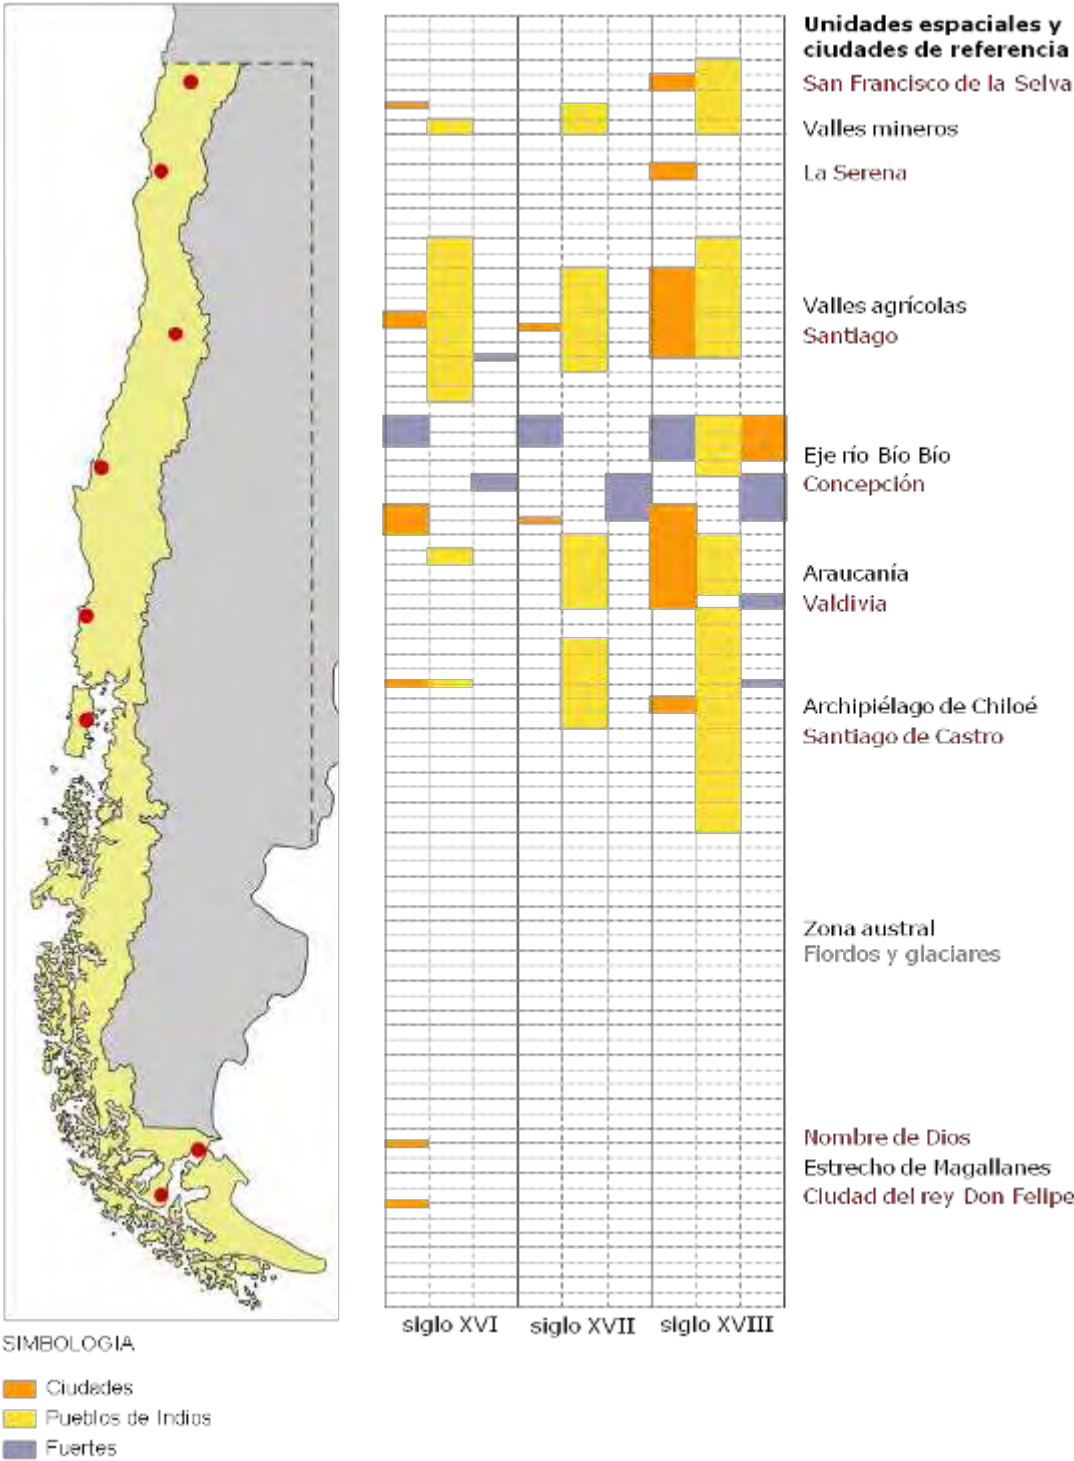 Unidades espaciales y
ciudades de referencia
San Francisco de la Selva
Valles mineros
La Serena
Valles agrícolas
Santiago
Eje río Bío Bío
Concepción
Araucanía
Valdivia
Archipiélago de Chiloé
Santiago de Castro
Zona austral
Fiordos y glaciares
Nombre de Dios
Estrecho de Magallanes
Ciudad del rey Don Felipe
siglo XVI siglo XVII siglo XVIII
SIMBOLOGIA
Ciudades
Pueblos de Indios
Fuertes